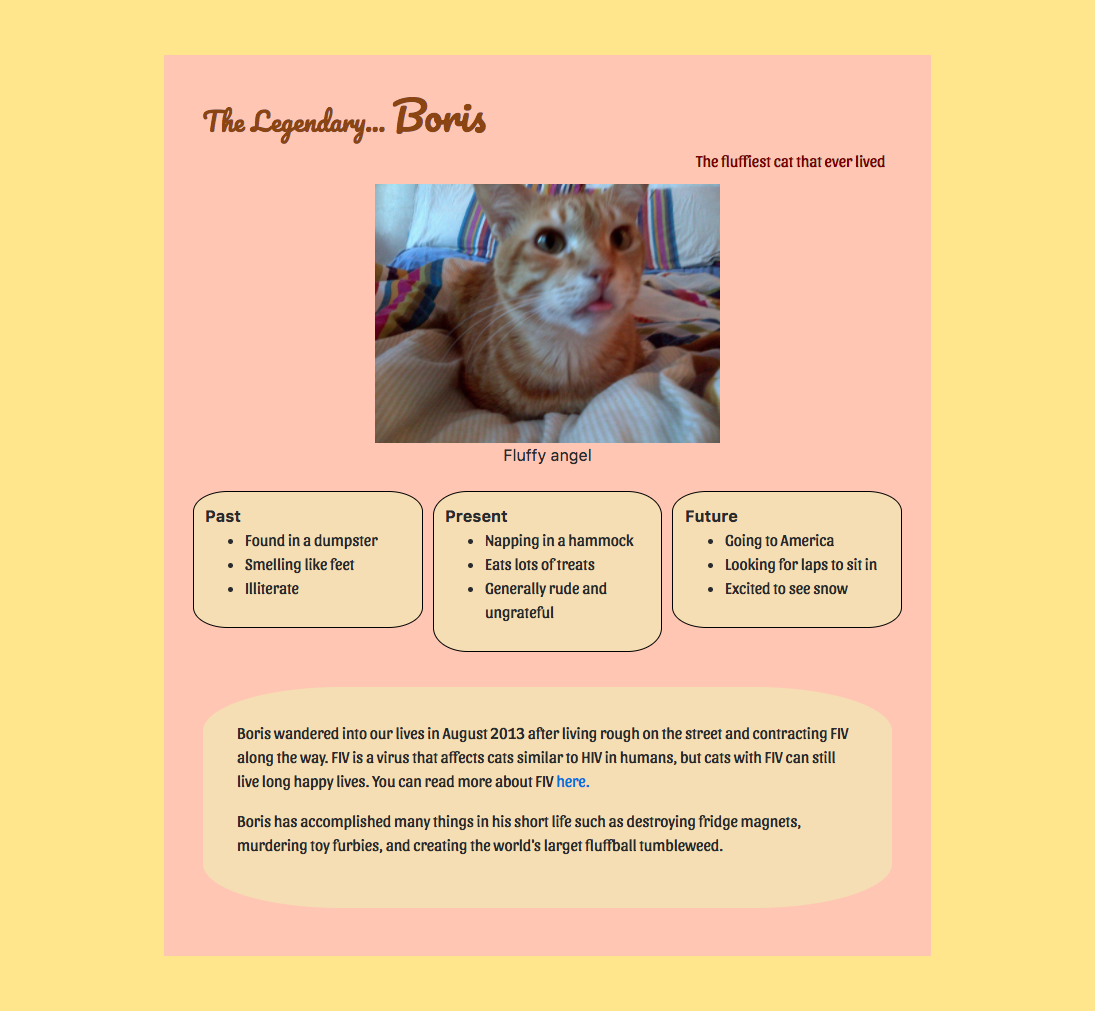 The Legendary... Boris
The fluffiest cat that ever lived
Fluffy angel
Past
Found in a dumpster
Smelling like feet
Illiterate
Present
Napping in a hammock
Eats lots of treats
Generally rude and
ungrateful
Future
Going to America
Looking for laps to sit in
Excited to see snow
Boris wandered into our lives in August 2013 after living rough on the street and contracting FIV
along the way. FIV is a virus that affects cats similar to HIV in humans, but cats with FIV can still
live long happy lives. You can read more about FIV here.
Boris has accomplished many things in his short life such as destroying fridge magnets,
murdering toy furbies, and creating the world's larget fluffball tumbleweed.